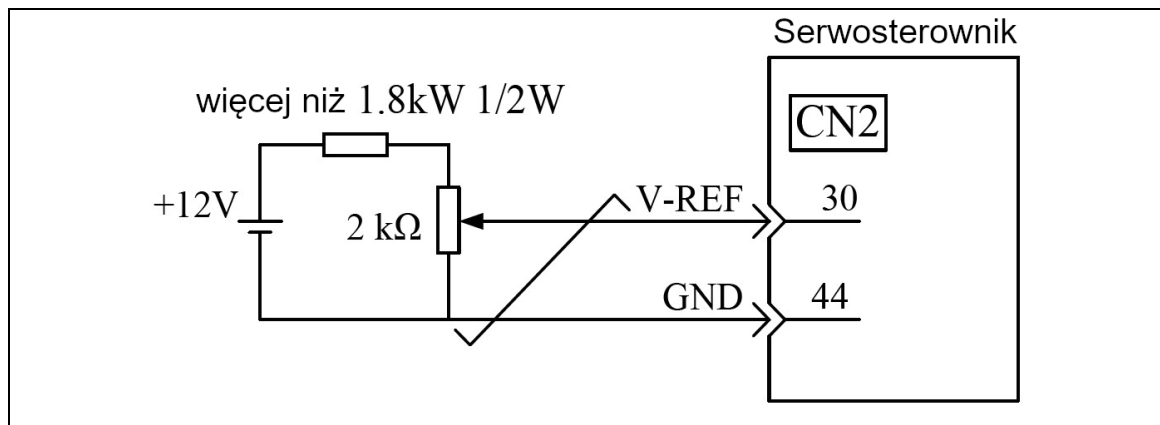 Serwosterownik
więcej niż 1.8kW 1/2W
CN2
+12V
2 kΩ
V-REF
30
GND
44